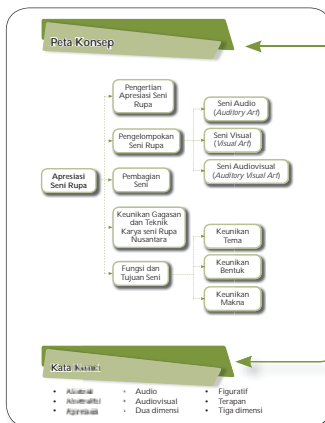 Peta Konsep
Pengertian
Apresiasi Seni
Rupa
Pengelompokan
Seni Rupa
Seni Audio
(Auditory Art)
Seni Visual
(Visual Art)
Seni Audiovisual
(Auditory Visual Art)
Apresiasi
Seni Rupa
Pembagian
Seni
Keunikan Gagasan
dan Teknik
Karya seni Rupa
Nusantara
Fungsi dan
Tujuan Seni
Keunikan
Tema
Keunikan
Bentuk
Keunikan
Makna
Kata
• Audio
• Audiovisual
• Dua dimensi
• Figuratif
• Terapan
• Tiga dimensi